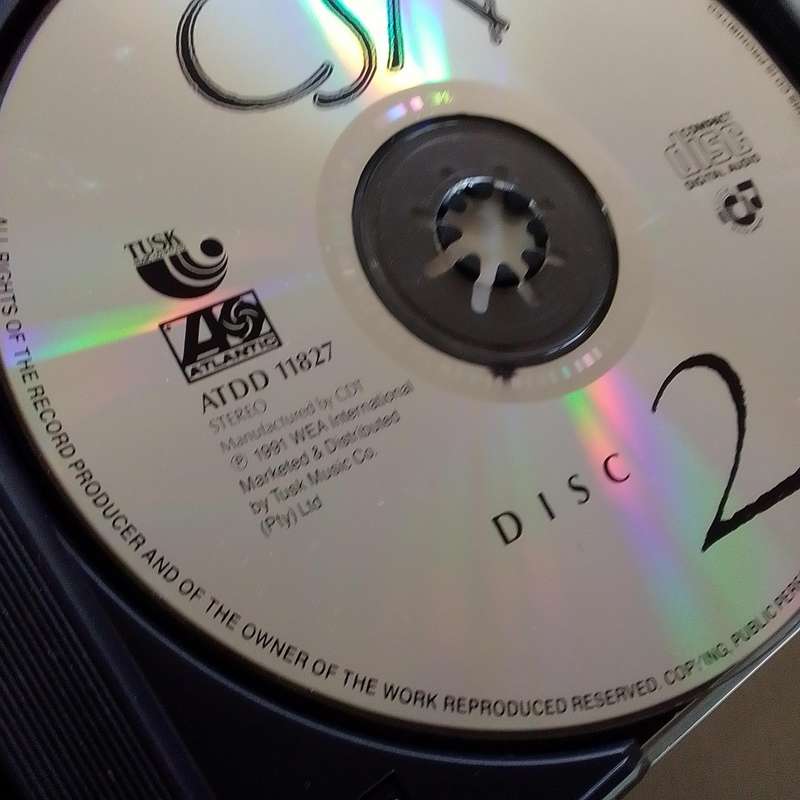 CSN
COMPACT
disc
DIGITAL AUDIO
TUSK
ATLANTIC
ATDD 11827
STEREO
Manufactured by CDT
℗ 1991 WEA International
Marketed & Distributed
by Tusk Music Co.
(Pty) Ltd
DISC 2
ALL RIGHTS OF THE RECORD PRODUCER AND OF THE OWNER OF THE WORK REPRODUCED RESERVED. COPYING, PUBLIC